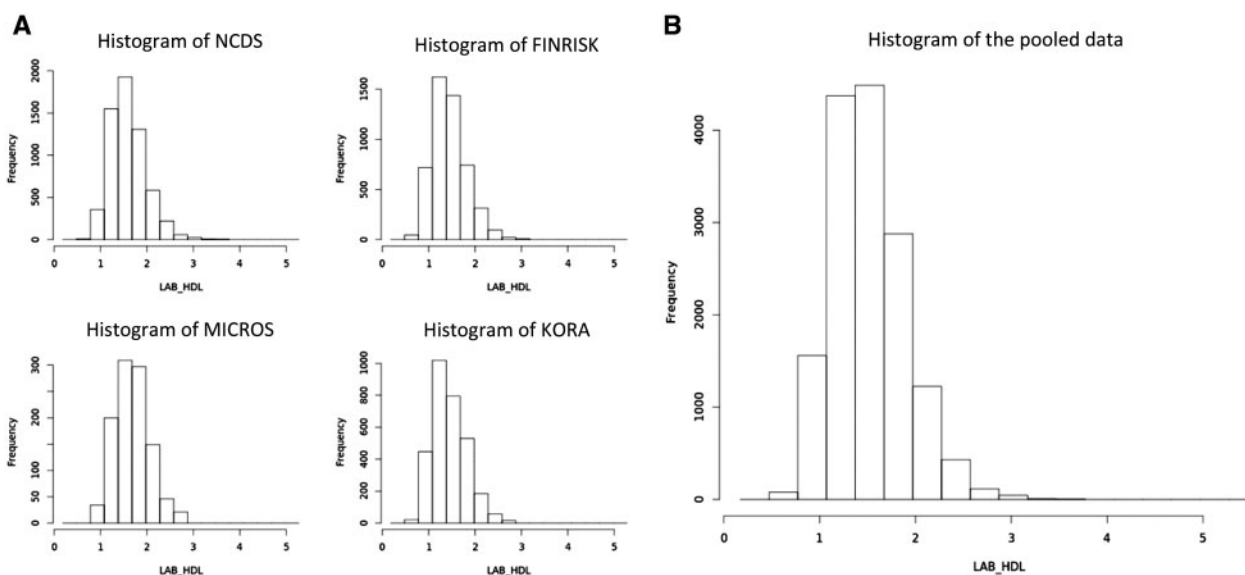 A
Histogram of NCDS
Frequency
2000
1500
1000
500
0
0 1 2 3 4 5
LAB_HDL
Histogram of FINRISK
Frequency
1500
1000
500
0
0 1 2 3 4 5
LAB_HDL
Histogram of MICROS
Frequency
300
200
100
50
0
0 1 2 3 4 5
LAB_HDL
Histogram of KORA
Frequency
1000
800
600
400
200
0
0 1 2 3 4 5
LAB_HDL
B
Histogram of the pooled data
Frequency
4000
3000
2000
1000
0
0 1 2 3 4 5
LAB_HDL